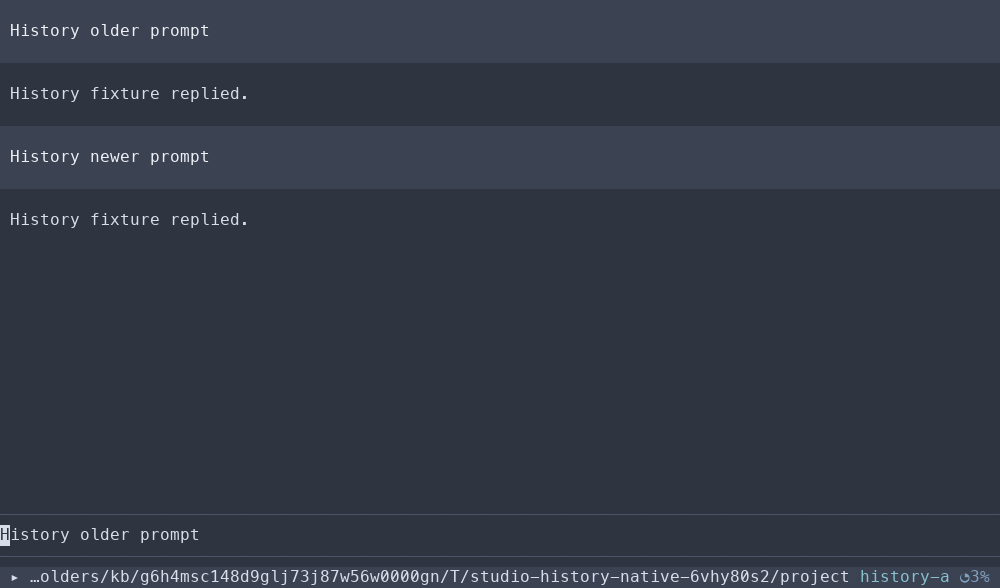 History older prompt
History fixture replied.
History newer prompt
History fixture replied.
History older prompt
▸ …olders/kb/g6h4msc148d9glj73j87w56w0000gn/T/studio-history-native-6vhy80s2/project history-a ◔3%